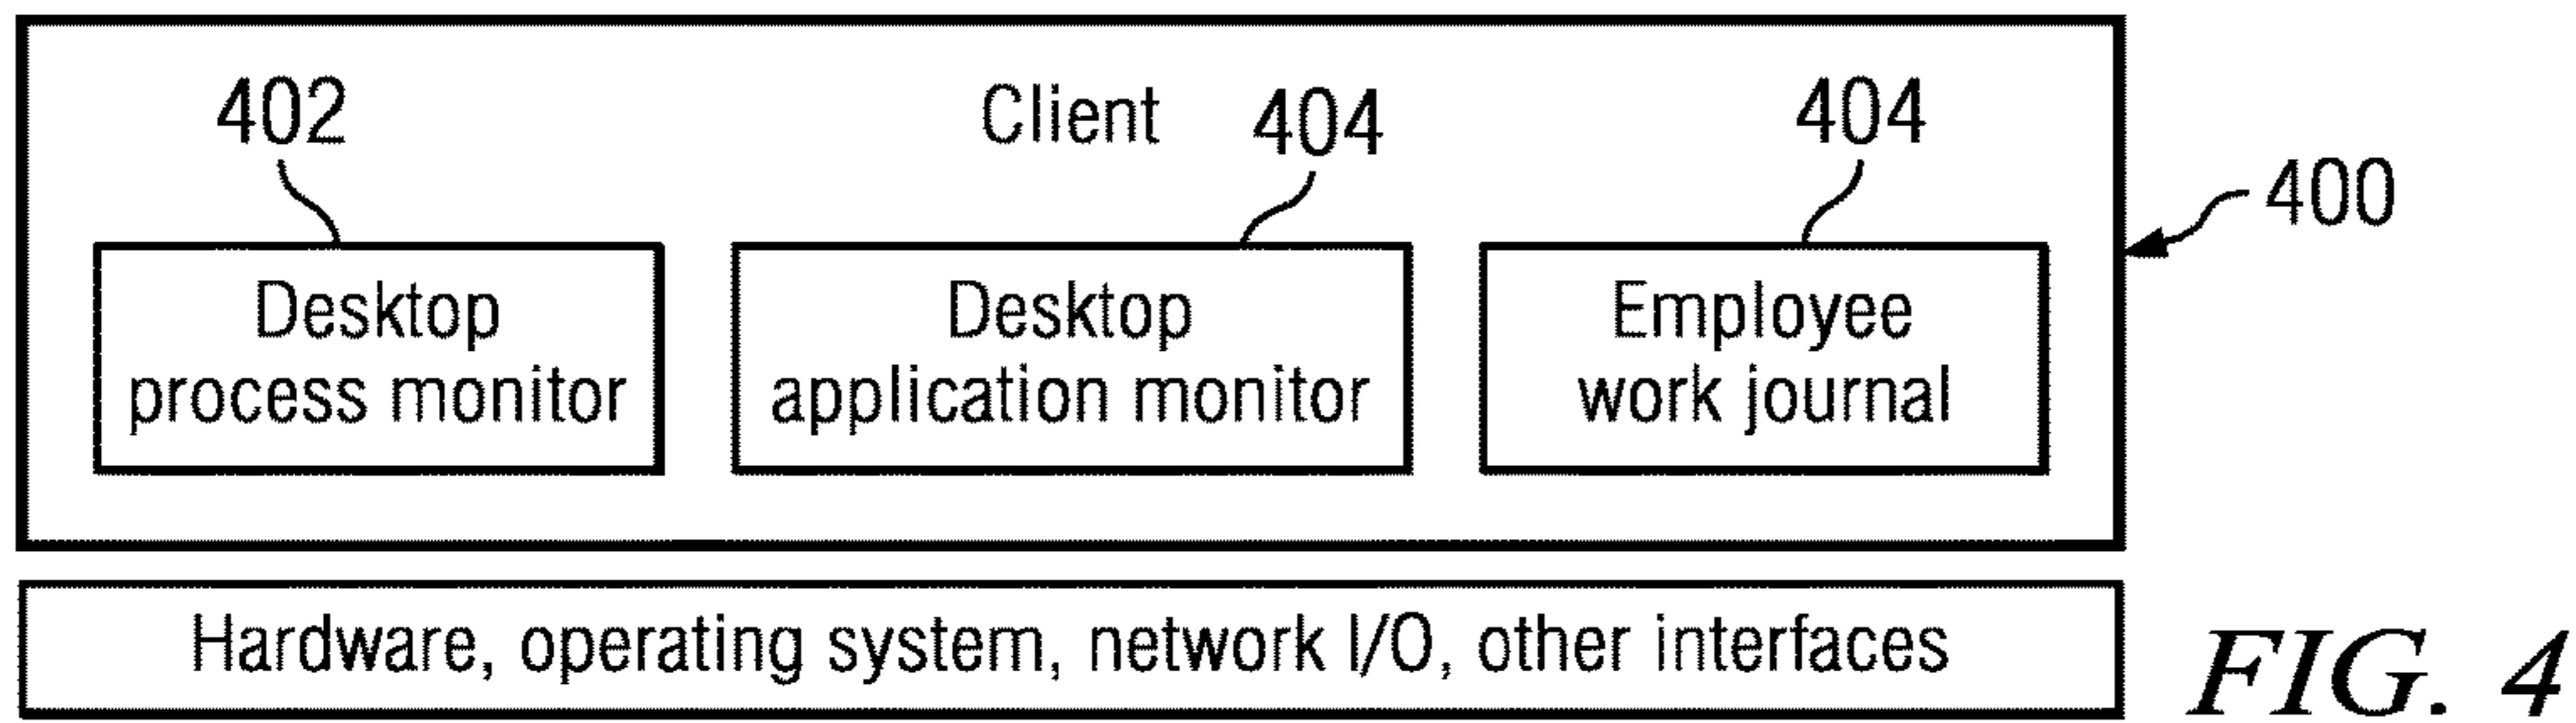 402
Client
404
404
400
Desktop
process monitor
Desktop
application monitor
Employee
work journal
Hardware, operating system, network I/O, other interfaces
FIG. 4